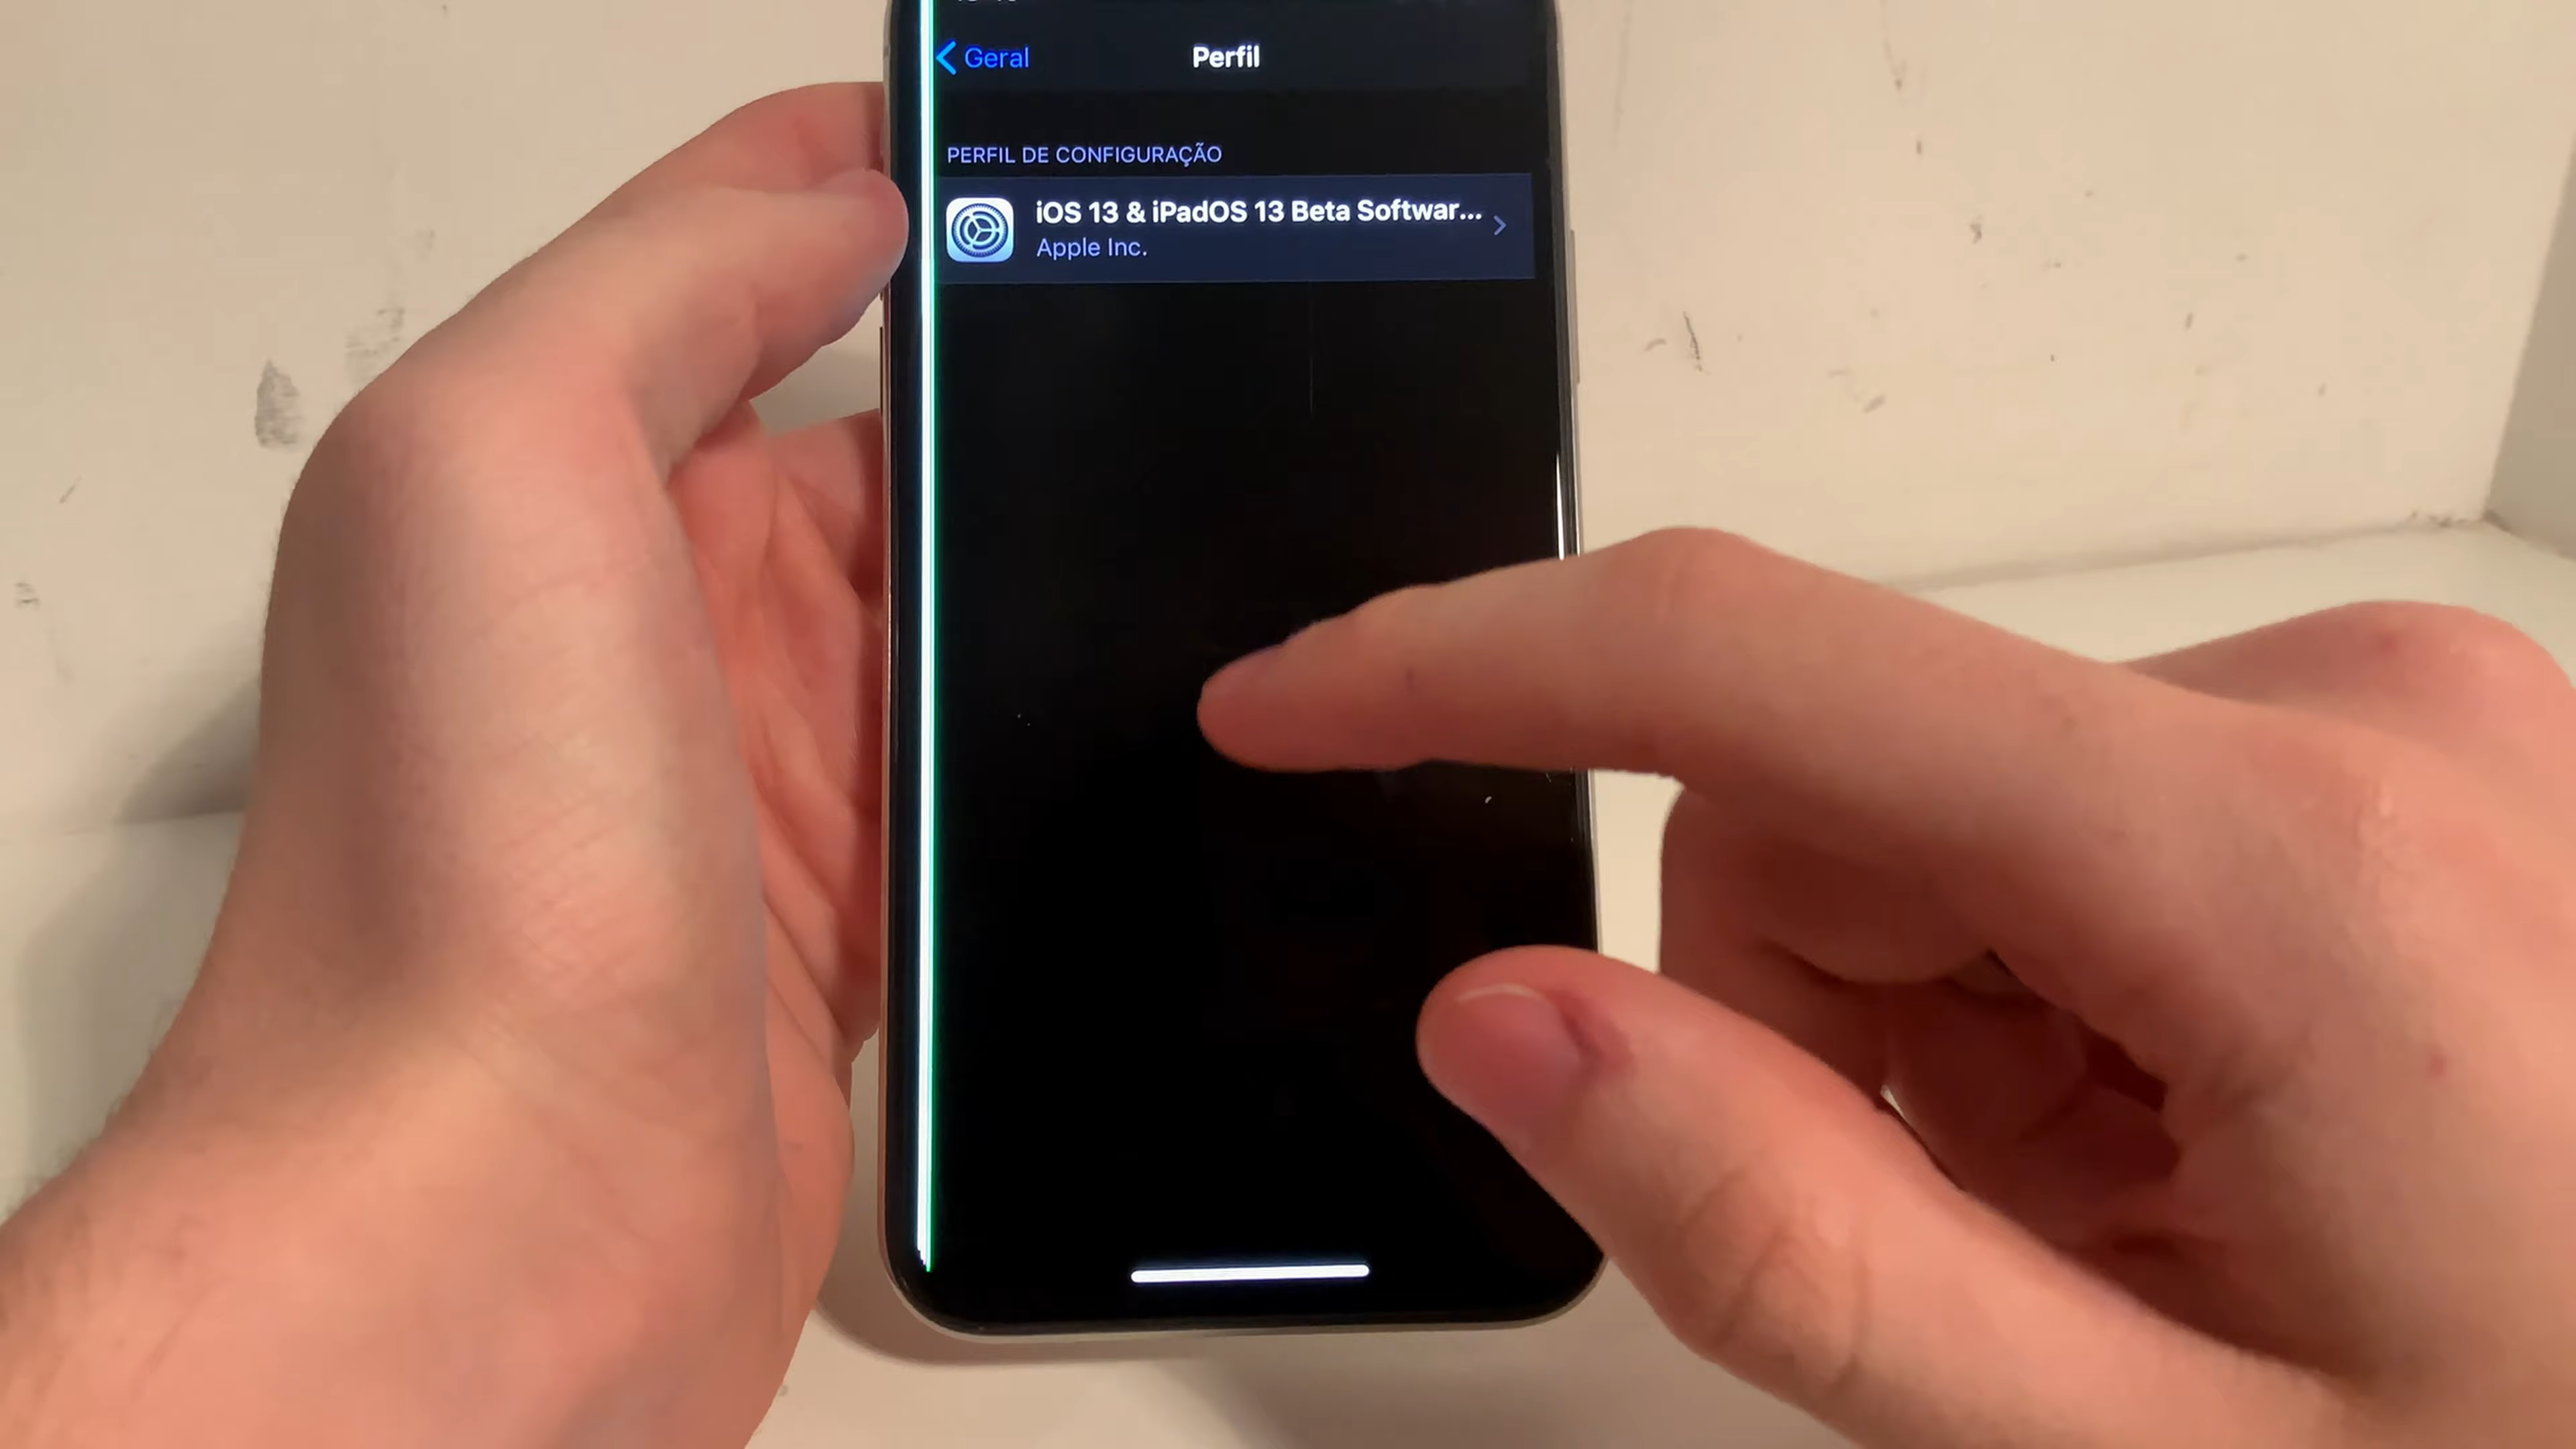 Geral
Perfil
PERFIL DE CONFIGURAÇÃO
iOS 13 & iPadOS 13 Beta Softwar...
Apple Inc.